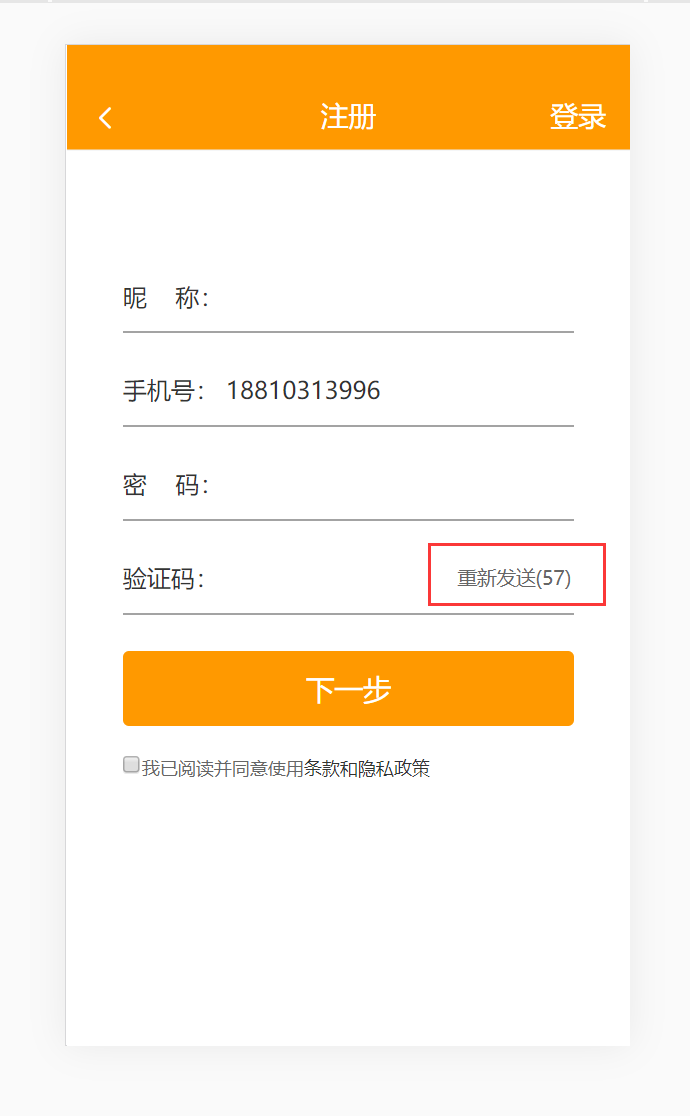 注册 登录
昵 称：
手机号： 18810313996
密 码：
验证码： 重新发送(57)
下一步
我已阅读并同意使用条款和隐私政策